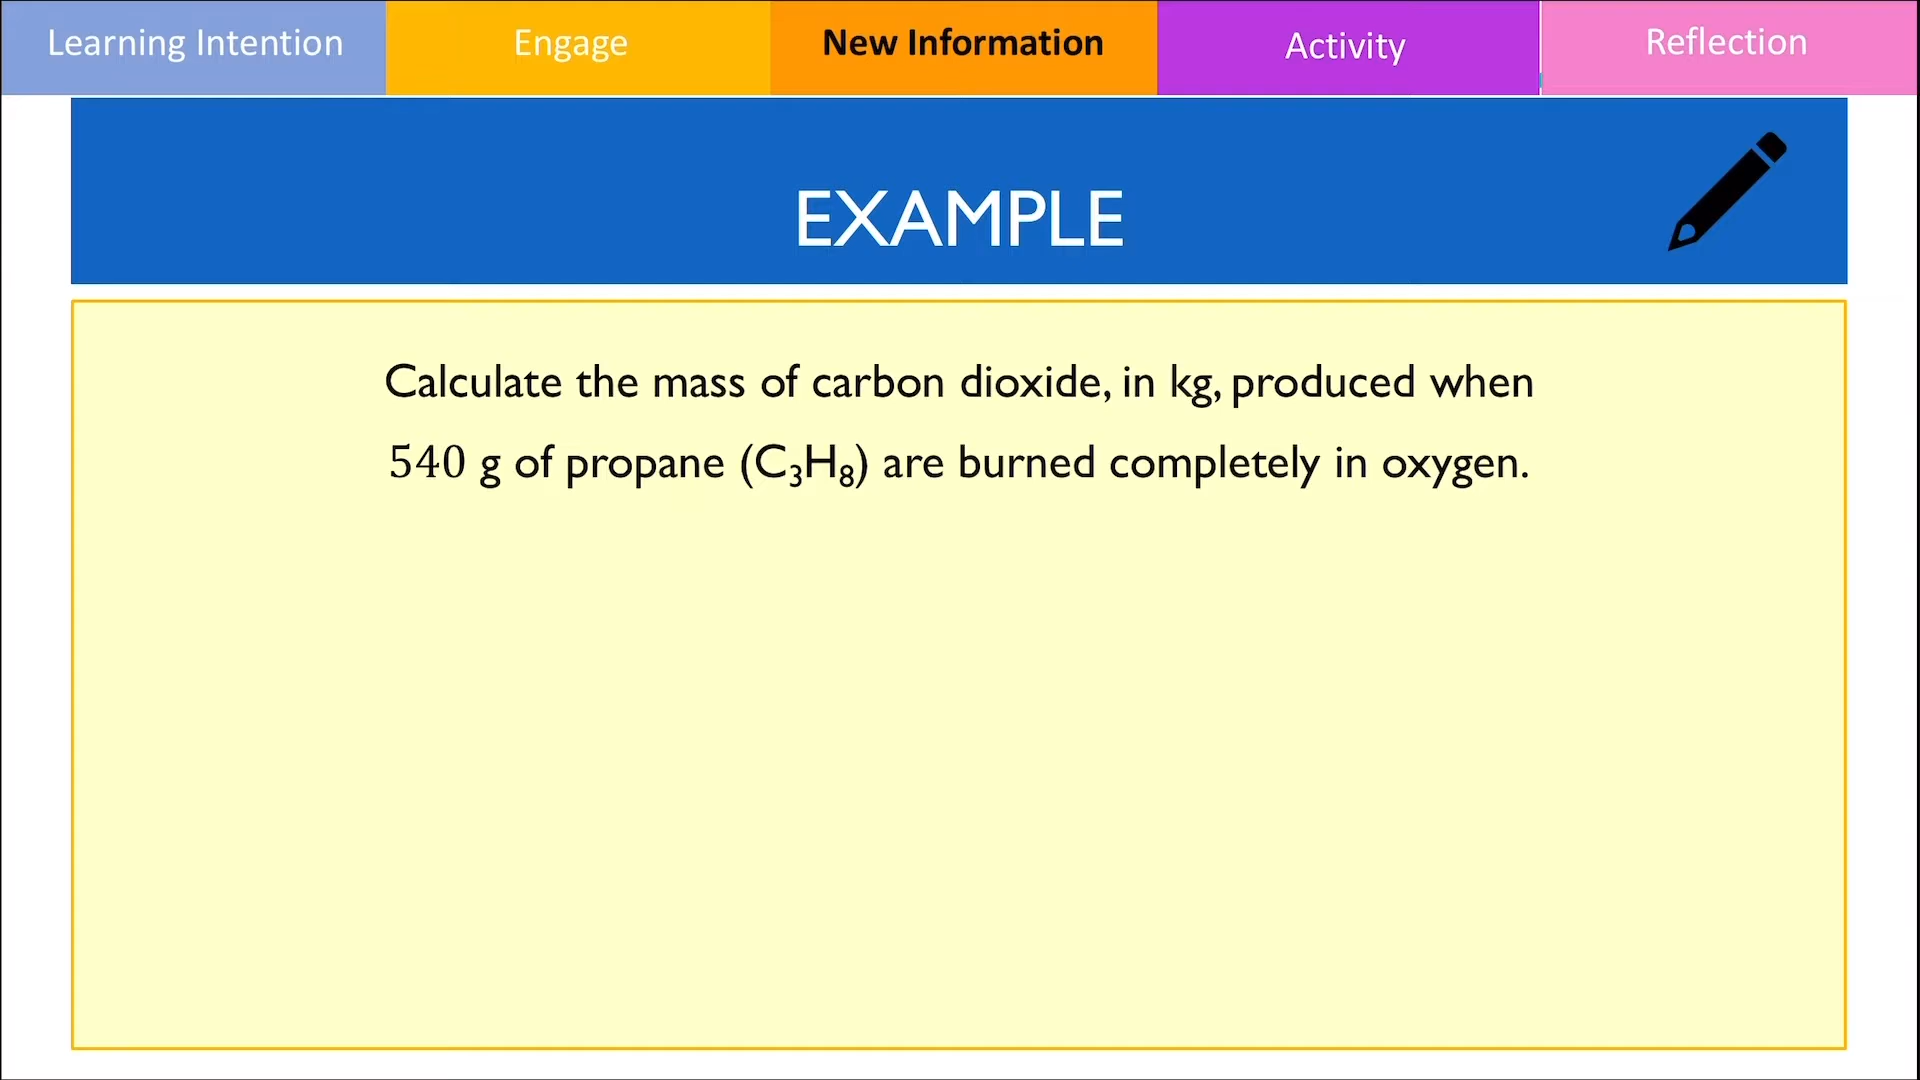 Learning Intention
Engage
New Information
Activity
Reflection
EXAMPLE
Calculate the mass of carbon dioxide, in kg, produced when
540 g of propane (C₃H₈) are burned completely in oxygen.